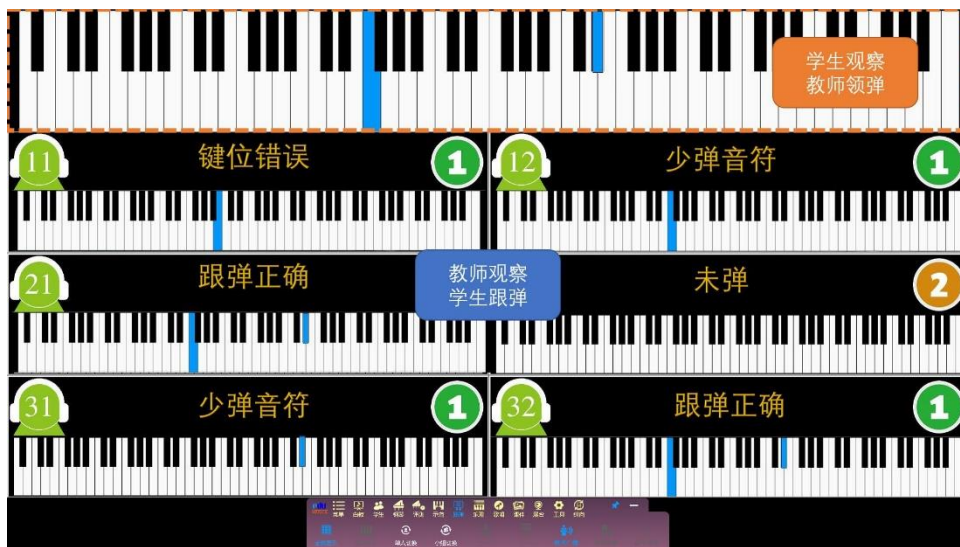 学生观察
教师领弹
11
键位错误
1
12
少弹音符
1
21
跟弹正确
教师观察
学生跟弹
未弹
2
31
少弹音符
1
32
跟弹正确
1